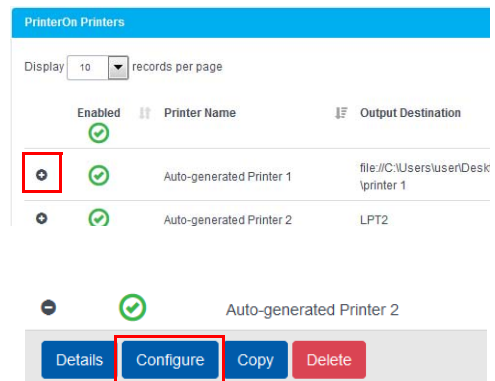 PrinterOn Printers
Display 10 records per page
Enabled Printer Name Output Destination
Auto-generated Printer 1 file://C:\Users\user\Desk
\printer 1
Auto-generated Printer 2 LPT2
Auto-generated Printer 2
Details Configure Copy Delete